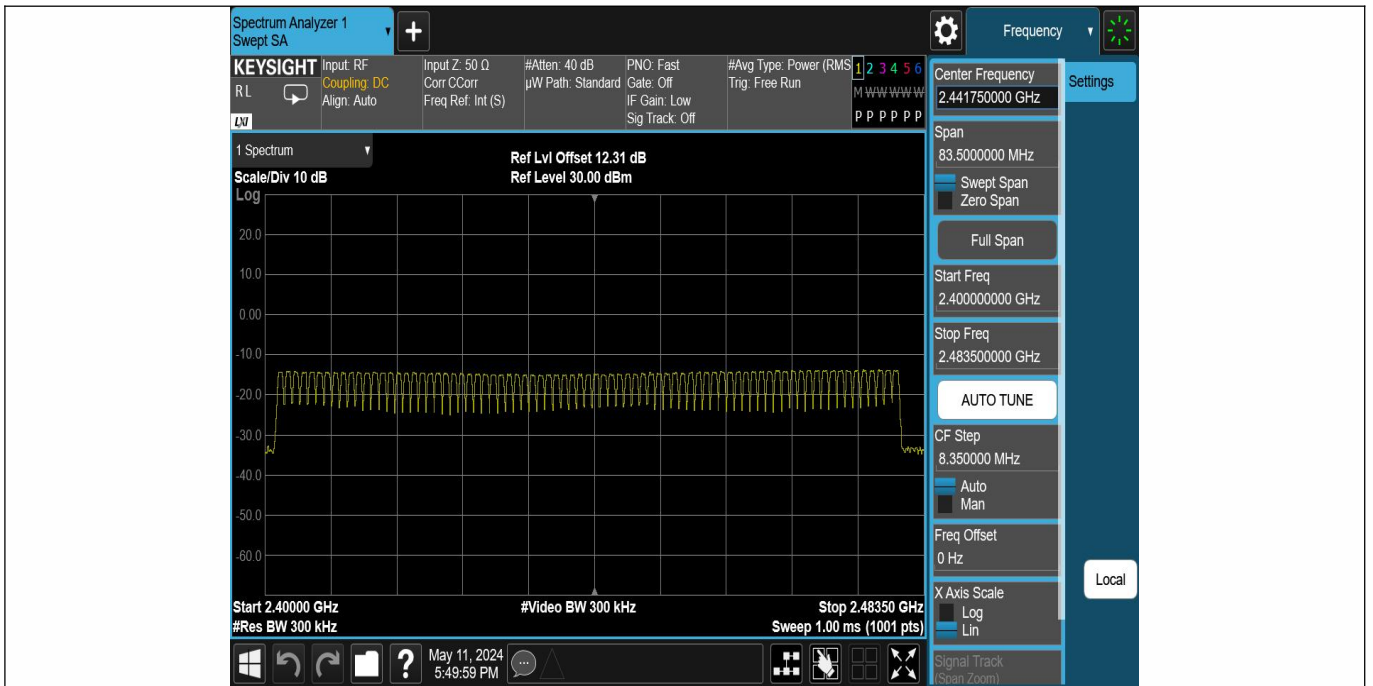 Spectrum Analyzer 1
Swept SA
Frequency
KEYSIGHT
RL
LXI
Input: RF
Coupling: DC
Align: Auto
Input Z: 50 Ω
Corr CCorr
Freq Ref: Int (S)
#Atten: 40 dB
µW Path: Standard
PNO: Fast
Gate: Off
IF Gain: Low
Sig Track: Off
#Avg Type: Power (RMS
Trig: Free Run
1 2 3 4 5 6
M W W W W W
P P P P P P
1 Spectrum
Scale/Div 10 dB
Ref Lvl Offset 12.31 dB
Ref Level 30.00 dBm
Log
20.0
10.0
0.00
-10.0
-20.0
-30.0
-40.0
-50.0
-60.0
Start 2.40000 GHz
#Res BW 300 kHz
#Video BW 300 kHz
Stop 2.48350 GHz
Sweep 1.00 ms (1001 pts)
May 11, 2024
5:49:59 PM
Center Frequency
2.441750000 GHz
Settings
Span
83.5000000 MHz
Swept Span
Zero Span
Full Span
Start Freq
2.400000000 GHz
Stop Freq
2.483500000 GHz
AUTO TUNE
CF Step
8.350000 MHz
Auto
Man
Freq Offset
0 Hz
Local
X Axis Scale
Log
Lin
Signal Track
(Span Zoom)